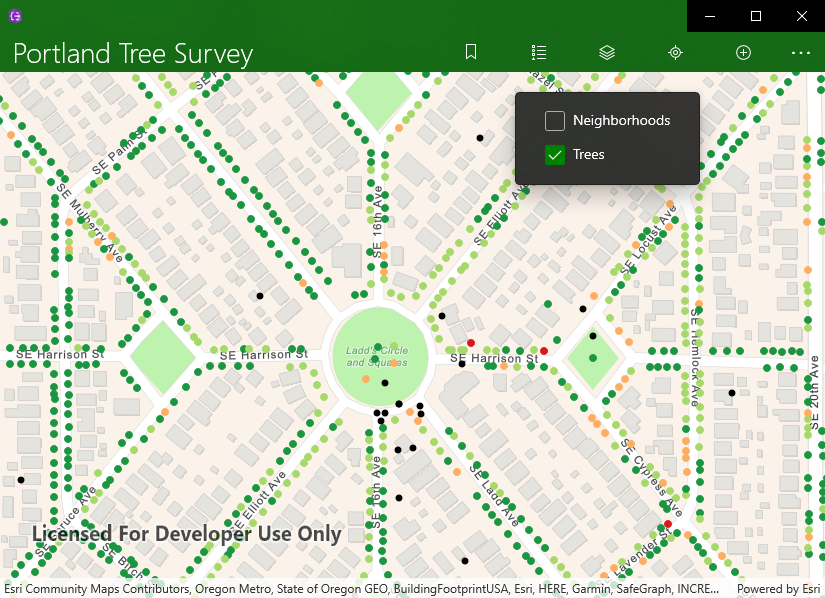 Portland Tree Survey
Neighborhoods
Trees
SE Palm St
SE Mulberry Ave
SE 16th Ave
SE Elliott Ave
SE Locust Ave
SE Harrison St
SE Harrison St
Ladd's Circle
and Squares
SE Harrison St
SE Hemlock Ave
SE 20th Ave
SE Spruce Ave
SE Elliott Ave
SE 16th Ave
SE Ladd Ave
SE Cypress Ave
SE Birch
Lavender St
Licensed For Developer Use Only
Esri Community Maps Contributors, Oregon Metro, State of Oregon GEO, BuildingFootprintUSA, Esri, HERE, Garmin, SafeGraph, INCRE...
Powered by Esri